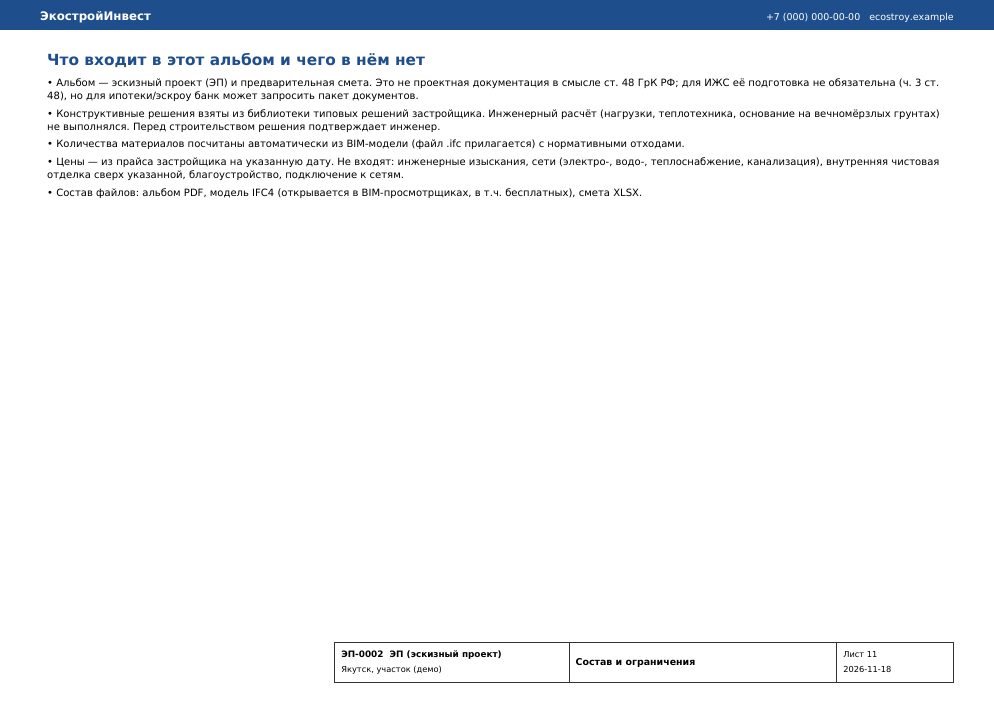 ЭкостройИнвест
+7 (000) 000-00-00 ecostroy.example
Что входит в этот альбом и чего в нём нет
• Альбом — эскизный проект (ЭП) и предварительная смета. Это не проектная документация в смысле ст. 48 ГрК РФ; для ИЖС её подготовка не обязательна (ч. 3 ст.
48), но для ипотеки/эскроу банк может запросить пакет документов.
• Конструктивные решения взяты из библиотеки типовых решений застройщика. Инженерный расчёт (нагрузки, теплотехника, основание на вечномёрзлых грунтах)
не выполнялся. Перед строительством решения подтверждает инженер.
• Количества материалов посчитаны автоматически из BIM-модели (файл .ifc прилагается) с нормативными отходами.
• Цены — из прайса застройщика на указанную дату. Не входят: инженерные изыскания, сети (электро-, водо-, теплоснабжение, канализация), внутренняя чистовая
отделка сверх указанной, благоустройство, подключение к сетям.
• Состав файлов: альбом PDF, модель IFC4 (открывается в BIM-просмотрщиках, в т.ч. бесплатных), смета XLSX.
ЭП-0002 ЭП (эскизный проект)
Якутск, участок (демо)
Состав и ограничения
Лист 11
2026-11-18